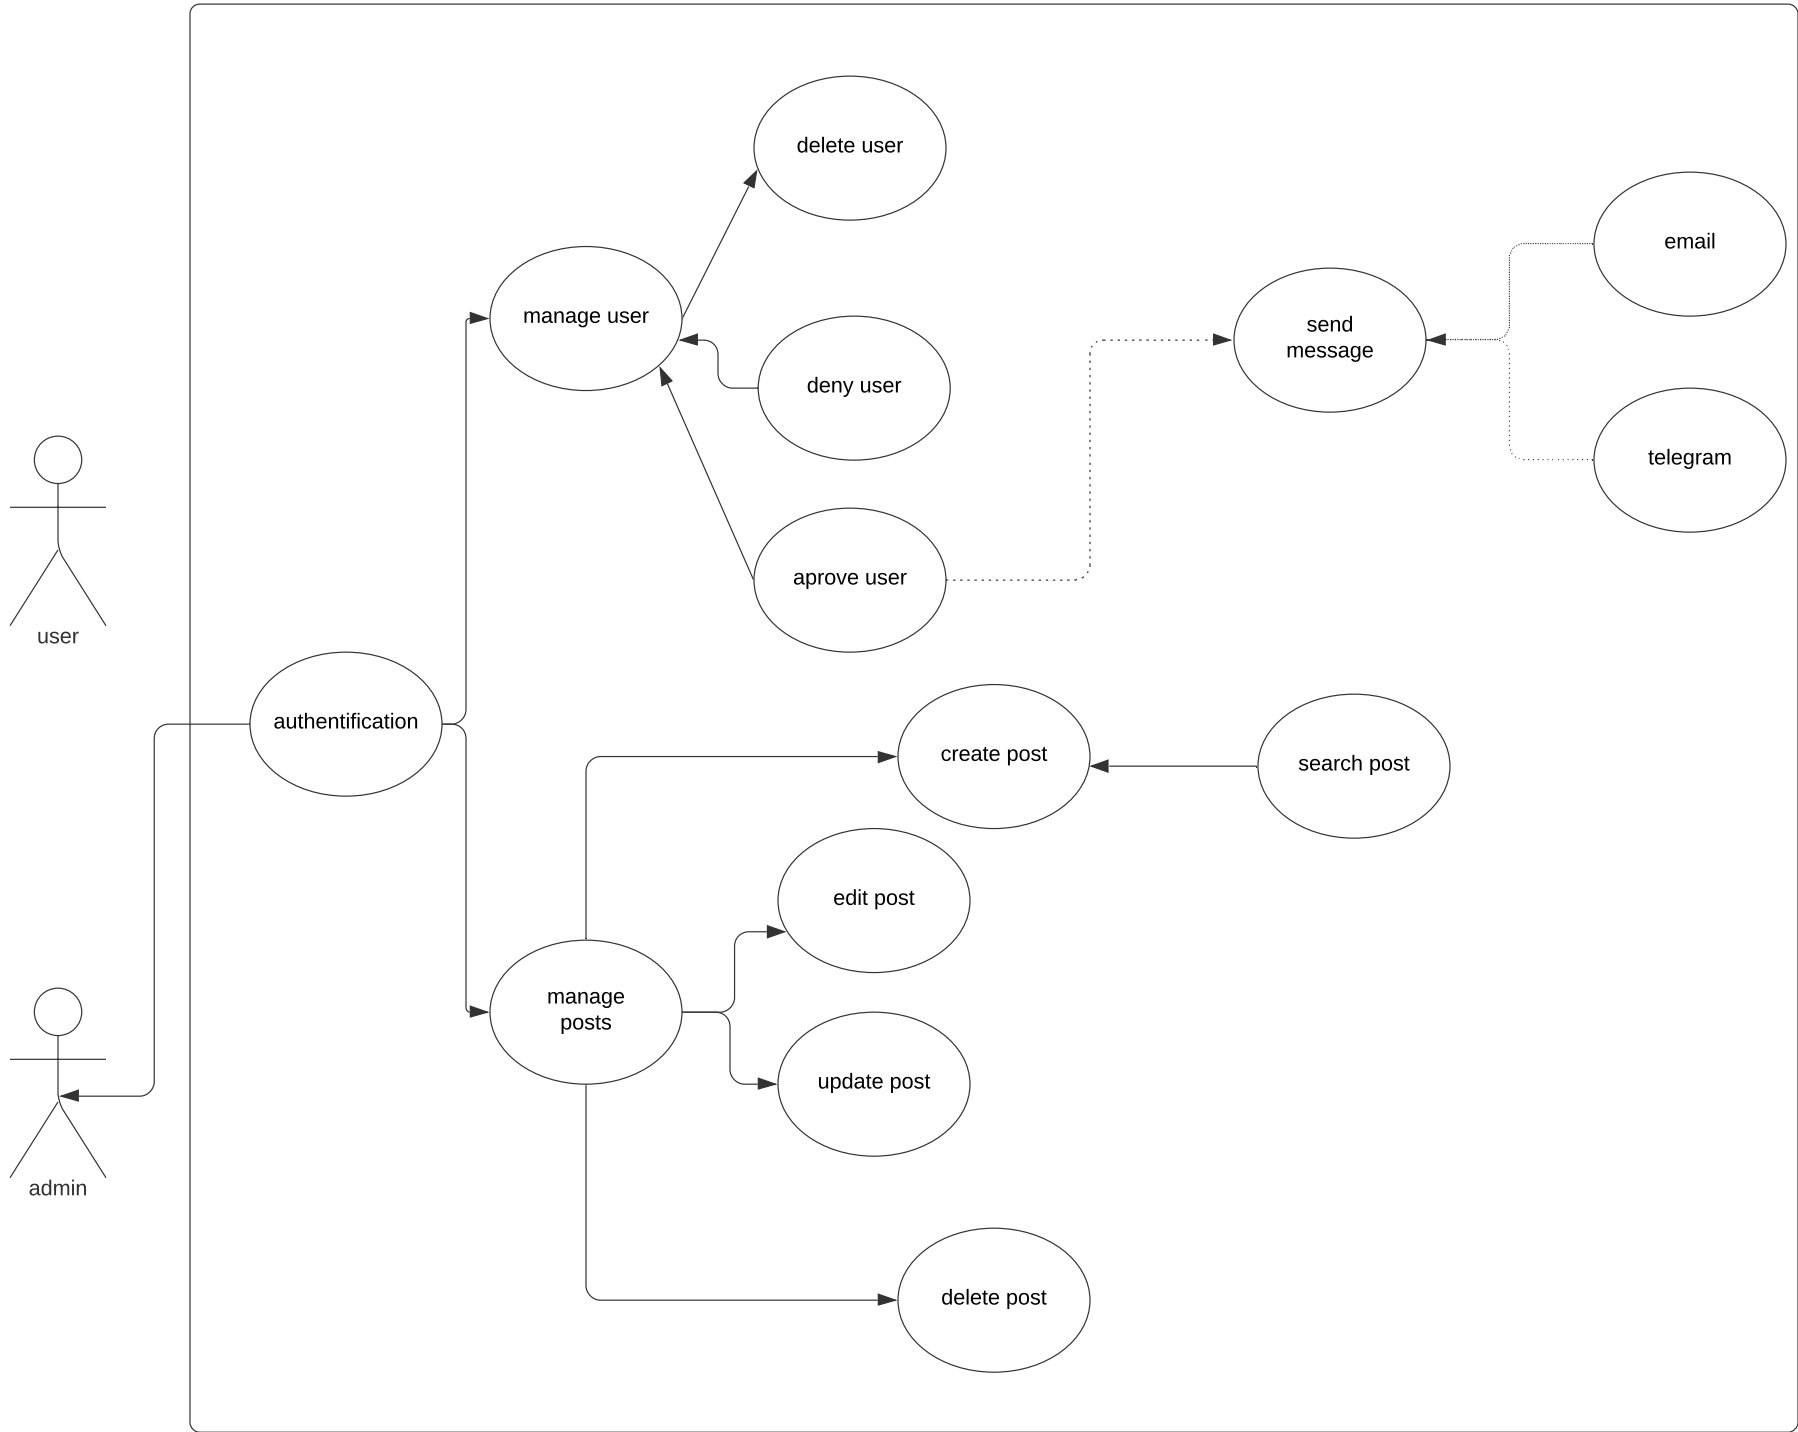 delete user
email
manage user
send
message
deny user
telegram
aprove user
user
authentification
create post
search post
edit post
manage
posts
update post
admin
delete post